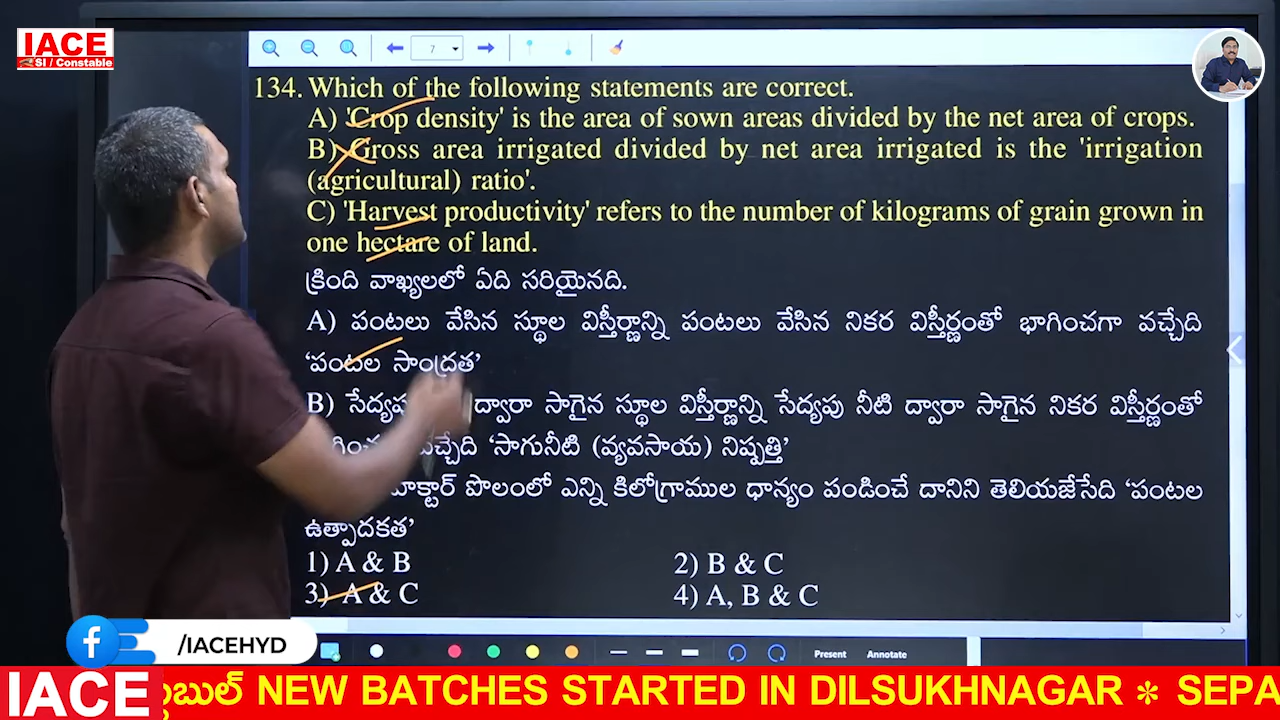 IACE
SI / Constable
7
134. Which of the following statements are correct.
A) 'Crop density' is the area of sown areas divided by the net area of crops.
B) Gross area irrigated divided by net area irrigated is the 'irrigation
(agricultural) ratio'.
C) 'Harvest productivity' refers to the number of kilograms of grain grown in
one hectare of land.
క్రింది వాఖ్యలలో ఏది సరియైనది.
A) పంటలు వేసిన స్థూల విస్తీర్ణాన్ని పంటలు వేసిన నికర విస్తీర్ణంతో భాగించగా వచ్చేది
‘పంటల సాంద్రత’
B) సేద్యపు ద్వారా సాగైన స్థూల విస్తీర్ణాన్ని సేద్యపు నీటి ద్వారా సాగైన నికర విస్తీర్ణంతో
వచ్చేది ‘సాగునీటి (వ్యవసాయ) నిష్పత్తి’
పొలంలో ఎన్ని కిలోగ్రాముల ధాన్యం పండించే దానిని తెలియజేసేది ‘పంటల
ఉత్పాదకత’
1) A & B 2) B & C
3) A & C 4) A, B & C
/IACEHYD
Present Annotate
IACE NEW BATCHES STARTED IN DILSUKHNAGAR * SEPA